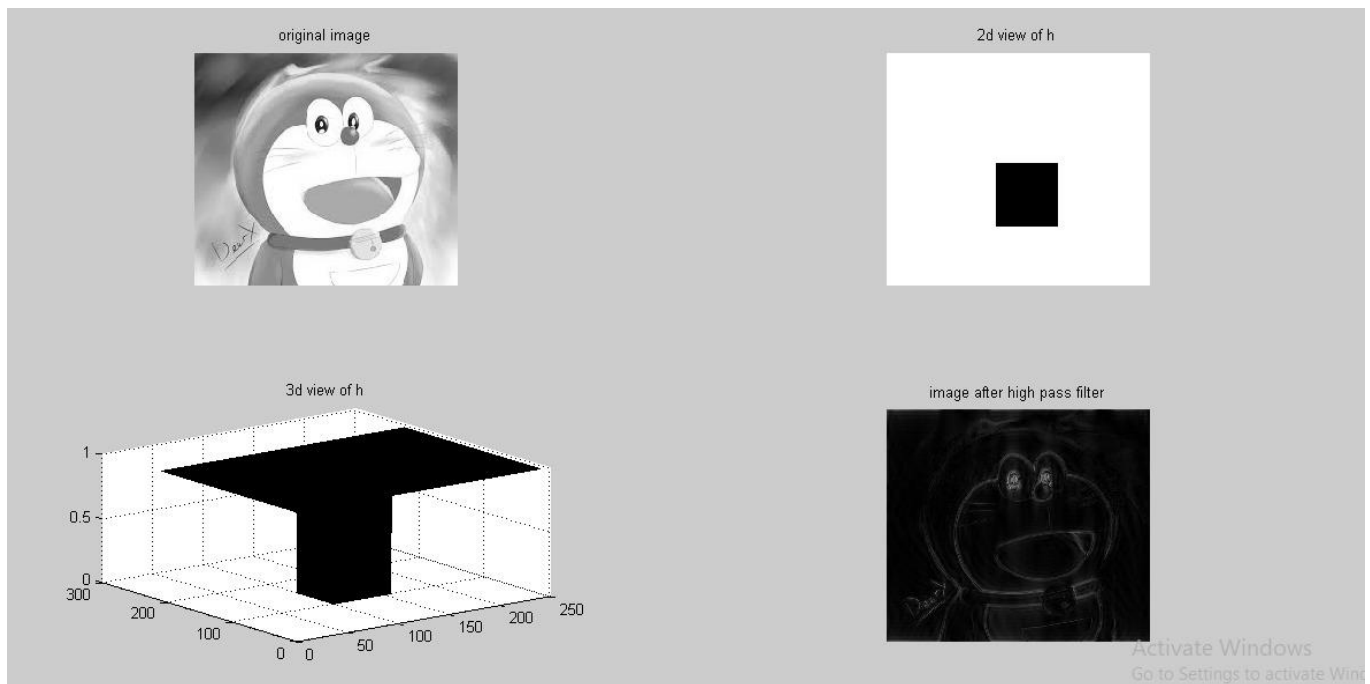 original image
2d view of h
DewrX
3d view of h
1
0.5
0
300
200
100
0
0
50
100
150
200
250
image after high pass filter
Activate Windows
Go to Settings to activate Win